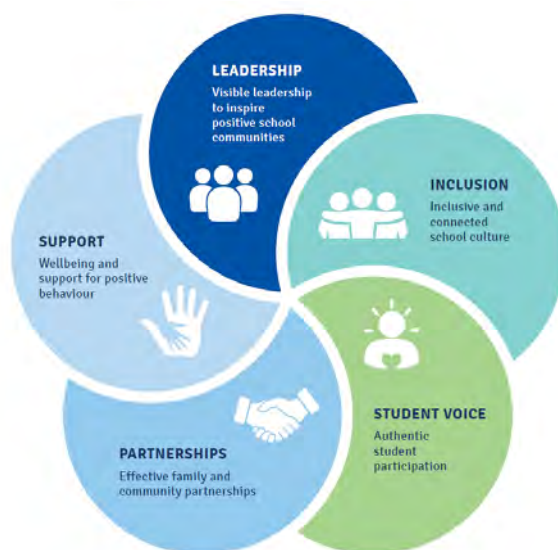 LEADERSHIP
Visible leadership
to inspire
positive school
communities
INCLUSION
Inclusive and
connected
school culture
STUDENT VOICE
Authentic
student
participation
PARTNERSHIPS
Effective family and
community partnerships
SUPPORT
Wellbeing and
support for positive
behaviour